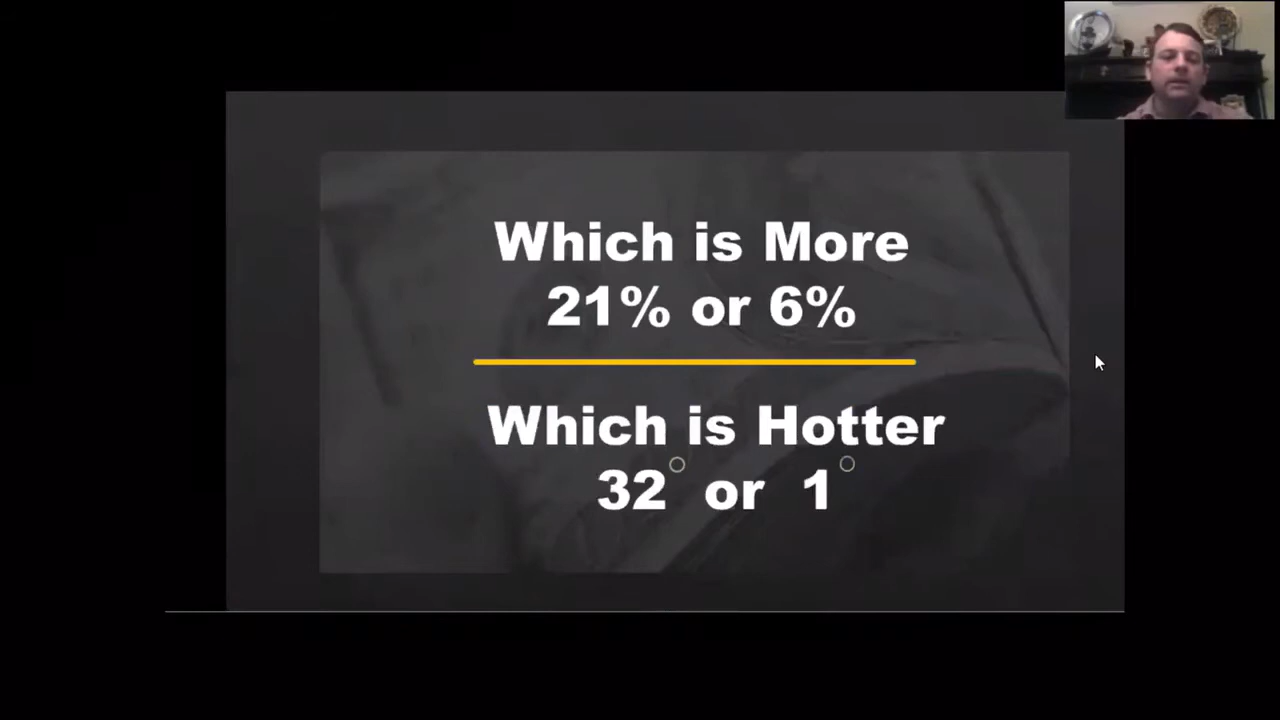 Which is More
21% or 6%
Which is Hotter
32° or 1°